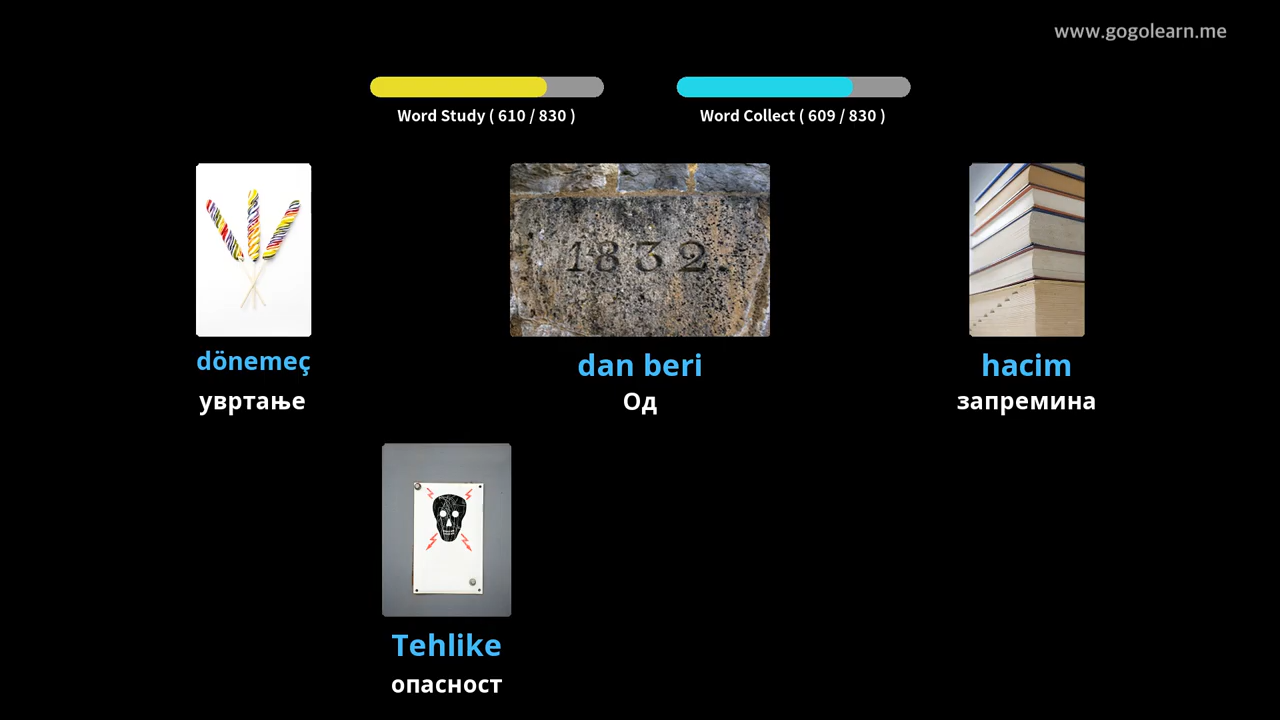 www.gogolearn.me
Word Study ( 610 / 830 )
Word Collect ( 609 / 830 )
1832.
dönemeç
увртање
dan beri
Од
hacim
запремина
Tehlike
опасност